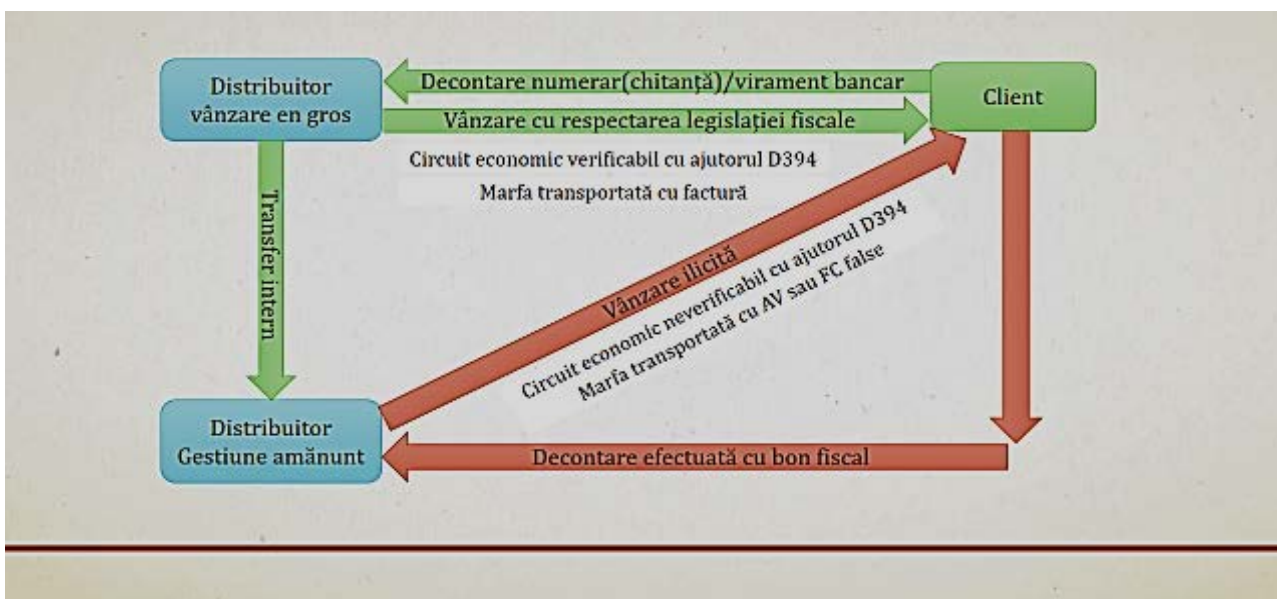 Distribuitor
vânzare en gros
Decontare numerar(chitanță)/virament bancar
Client
Vânzare cu respectarea legislației fiscale
Circuit economic verificabil cu ajutorul D394
Marfa transportată cu factură
Transfer intern
Vânzare ilicită
Circuit economic neverificabil cu ajutorul D394
Marfa transportată cu AV sau FC false
Distribuitor
Gestiune amănunt
Decontare efectuată cu bon fiscal